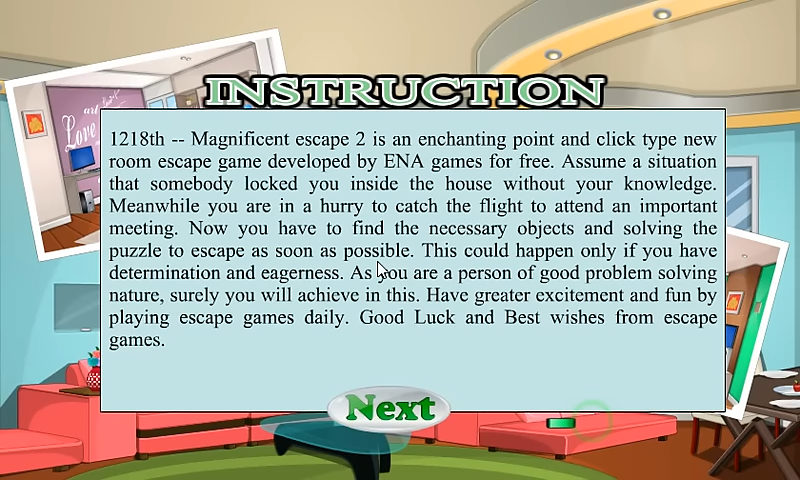 INSTRUCTION
1218th -- Magnificent escape 2 is an enchanting point and click type new
room escape game developed by ENA games for free. Assume a situation
that somebody locked you inside the house without your knowledge.
Meanwhile you are in a hurry to catch the flight to attend an important
meeting. Now you have to find the necessary objects and solving the
puzzle to escape as soon as possible. This could happen only if you have
determination and eagerness. As you are a person of good problem solving
nature, surely you will achieve in this. Have greater excitement and fun by
playing escape games daily. Good Luck and Best wishes from escape
games.
Next
Love